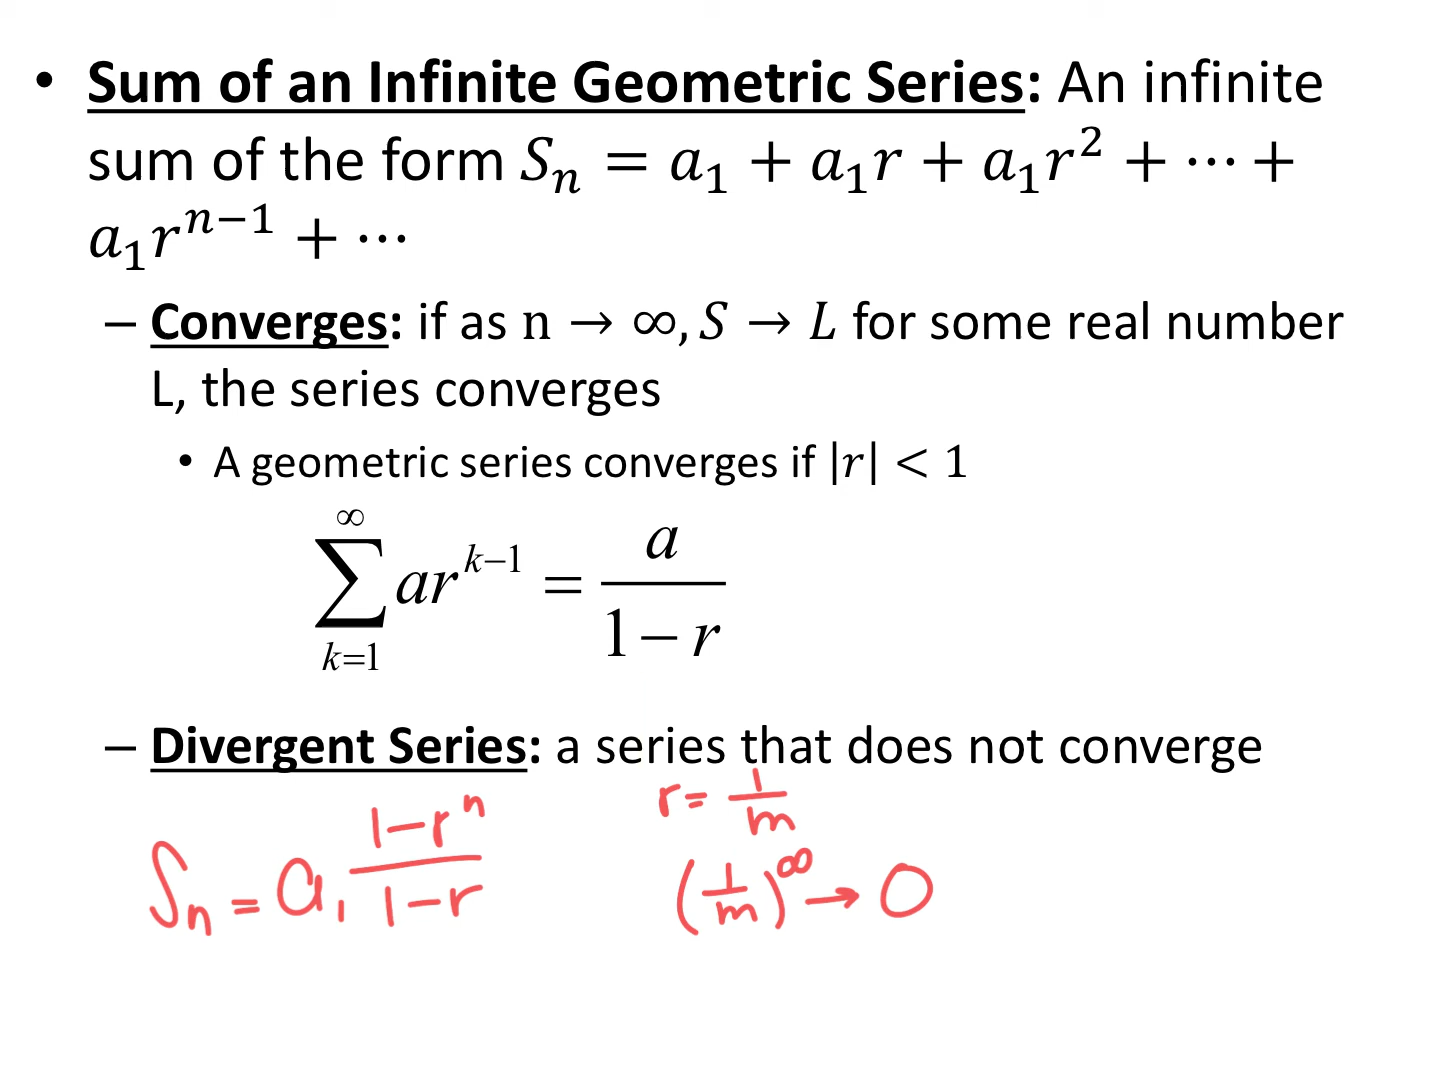 • Sum of an Infinite Geometric Series: An infinite
sum of the form Sₙ = a₁ + a₁r + a₁r² + ⋯ +
a₁rⁿ⁻¹ + ⋯
– Converges: if as n → ∞, S → L for some real number
L, the series converges
• A geometric series converges if |r| < 1
∑_{k=1}^{∞} ar^{k−1} = a/(1−r)
– Divergent Series: a series that does not converge
r = 1/m
Sₙ = a₁ (1−rⁿ)/(1−r) (1/m)^∞ → 0